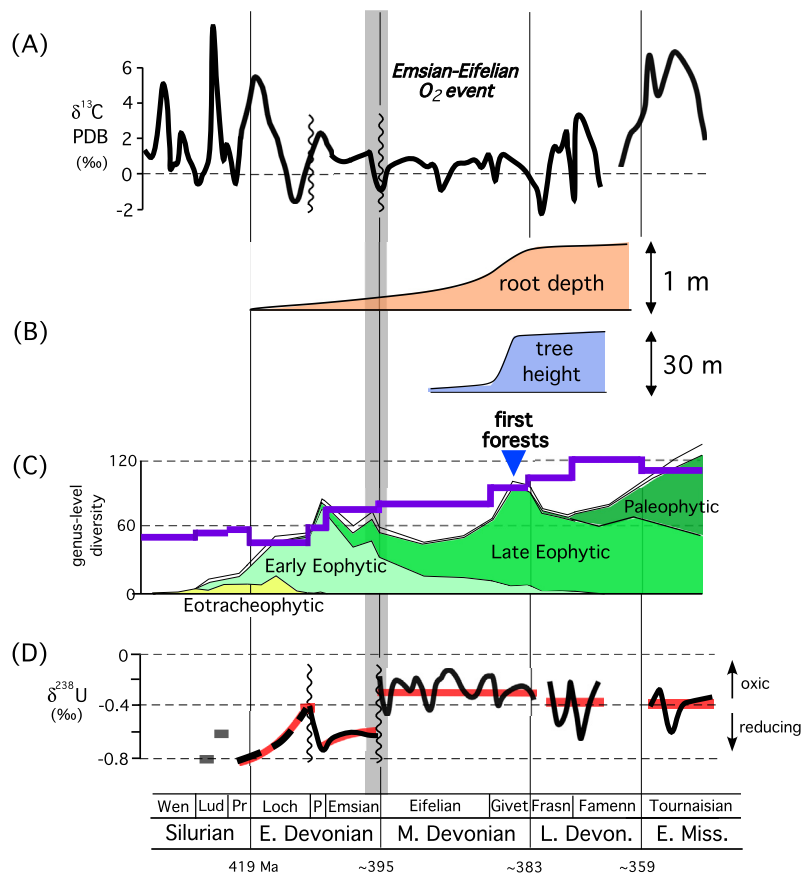 (A)
6
4
2
0
-2
δ13C
PDB
(‰)
Emsian-Eifelian
O2 event
(B)
root depth
1 m
tree
height
30 m
first
forests
(C)
120
60
0
genus-level
diversity
Paleophytic
Late Eophytic
Early Eophytic
Eotracheophytic
(D)
0
-0.4
-0.8
δ238U
(‰)
oxic
reducing
Wen Lud Pr Loch P Emsian Eifelian Givet Frasn Famenn Tournaisian
Silurian E. Devonian M. Devonian L. Devon. E. Miss.
419 Ma ~395 ~383 ~359